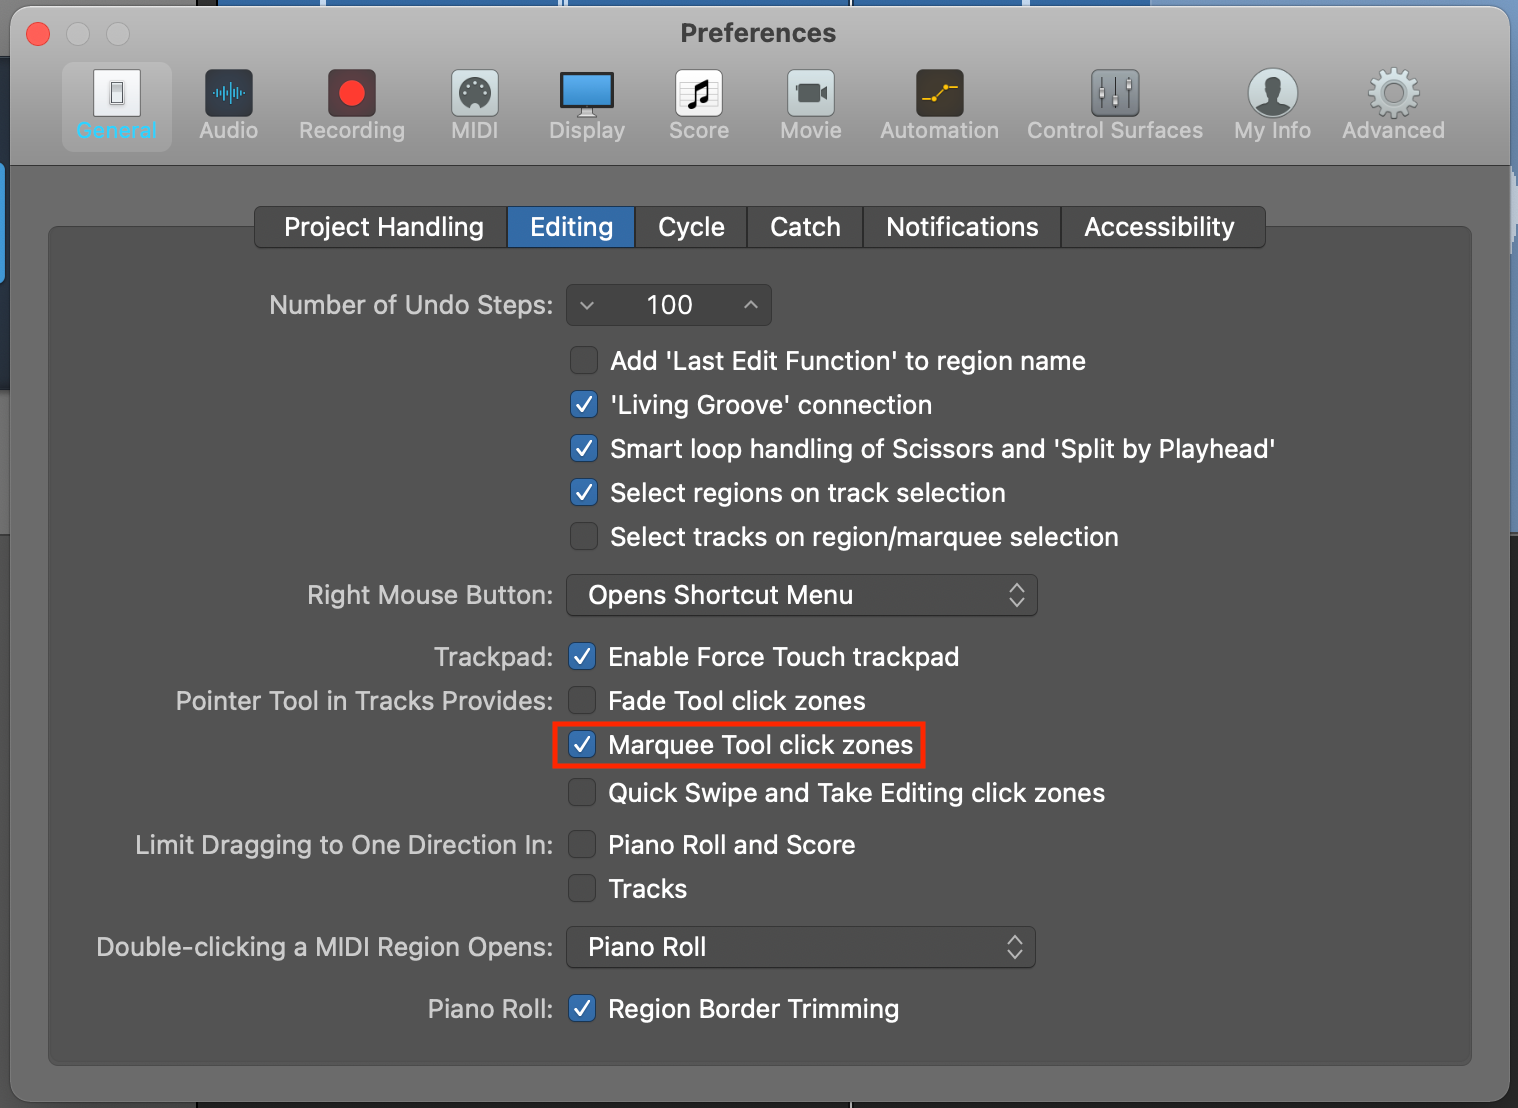 Preferences
General Audio Recording MIDI Display Score Movie Automation Control Surfaces My Info Advanced
Project Handling Editing Cycle Catch Notifications Accessibility
Number of Undo Steps: 100
Add 'Last Edit Function' to region name
'Living Groove' connection
Smart loop handling of Scissors and 'Split by Playhead'
Select regions on track selection
Select tracks on region/marquee selection
Right Mouse Button: Opens Shortcut Menu
Trackpad: Enable Force Touch trackpad
Pointer Tool in Tracks Provides: Fade Tool click zones
Marquee Tool click zones
Quick Swipe and Take Editing click zones
Limit Dragging to One Direction In: Piano Roll and Score
Tracks
Double-clicking a MIDI Region Opens: Piano Roll
Piano Roll: Region Border Trimming